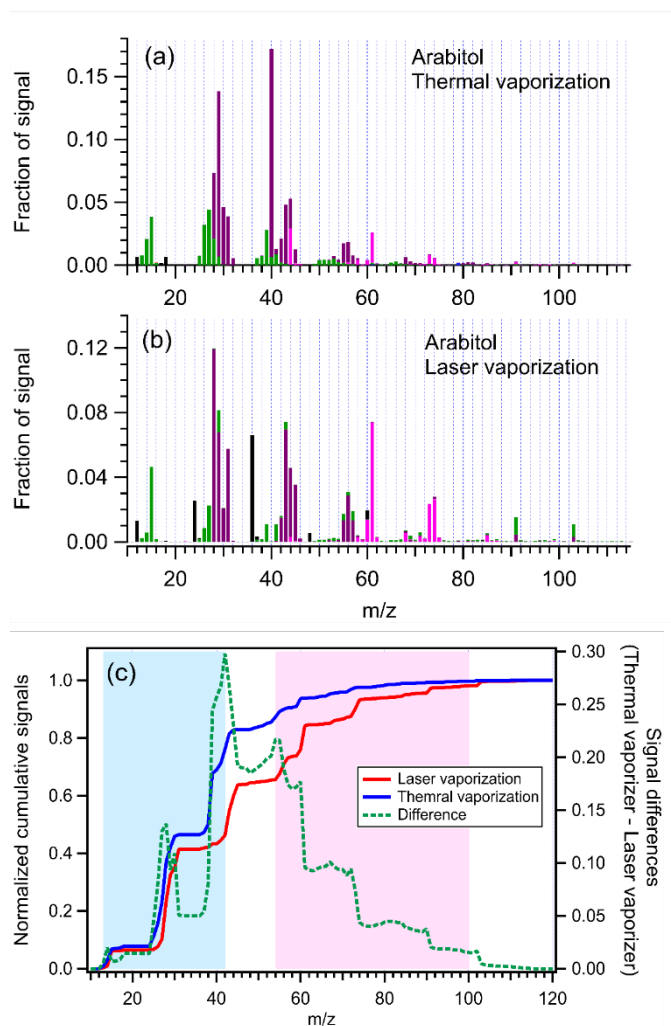 (a)
Arabitol
Thermal vaporization
Fraction of signal
0.15
0.10
0.05
0.00
20 40 60 80 100
(b)
Arabitol
Laser vaporization
Fraction of signal
0.12
0.08
0.04
0.00
20 40 60 80 100
m/z
(c)
Normalized cumulative signals
1.0
0.8
0.6
0.4
0.2
0.0
Laser vaporization
Themral vaporization
Difference
0.30
0.25
0.20
0.15
0.10
0.05
0.00
Signal differences
(Thermal vaporizer - Laser vaporizer)
20 40 60 80 100 120
m/z